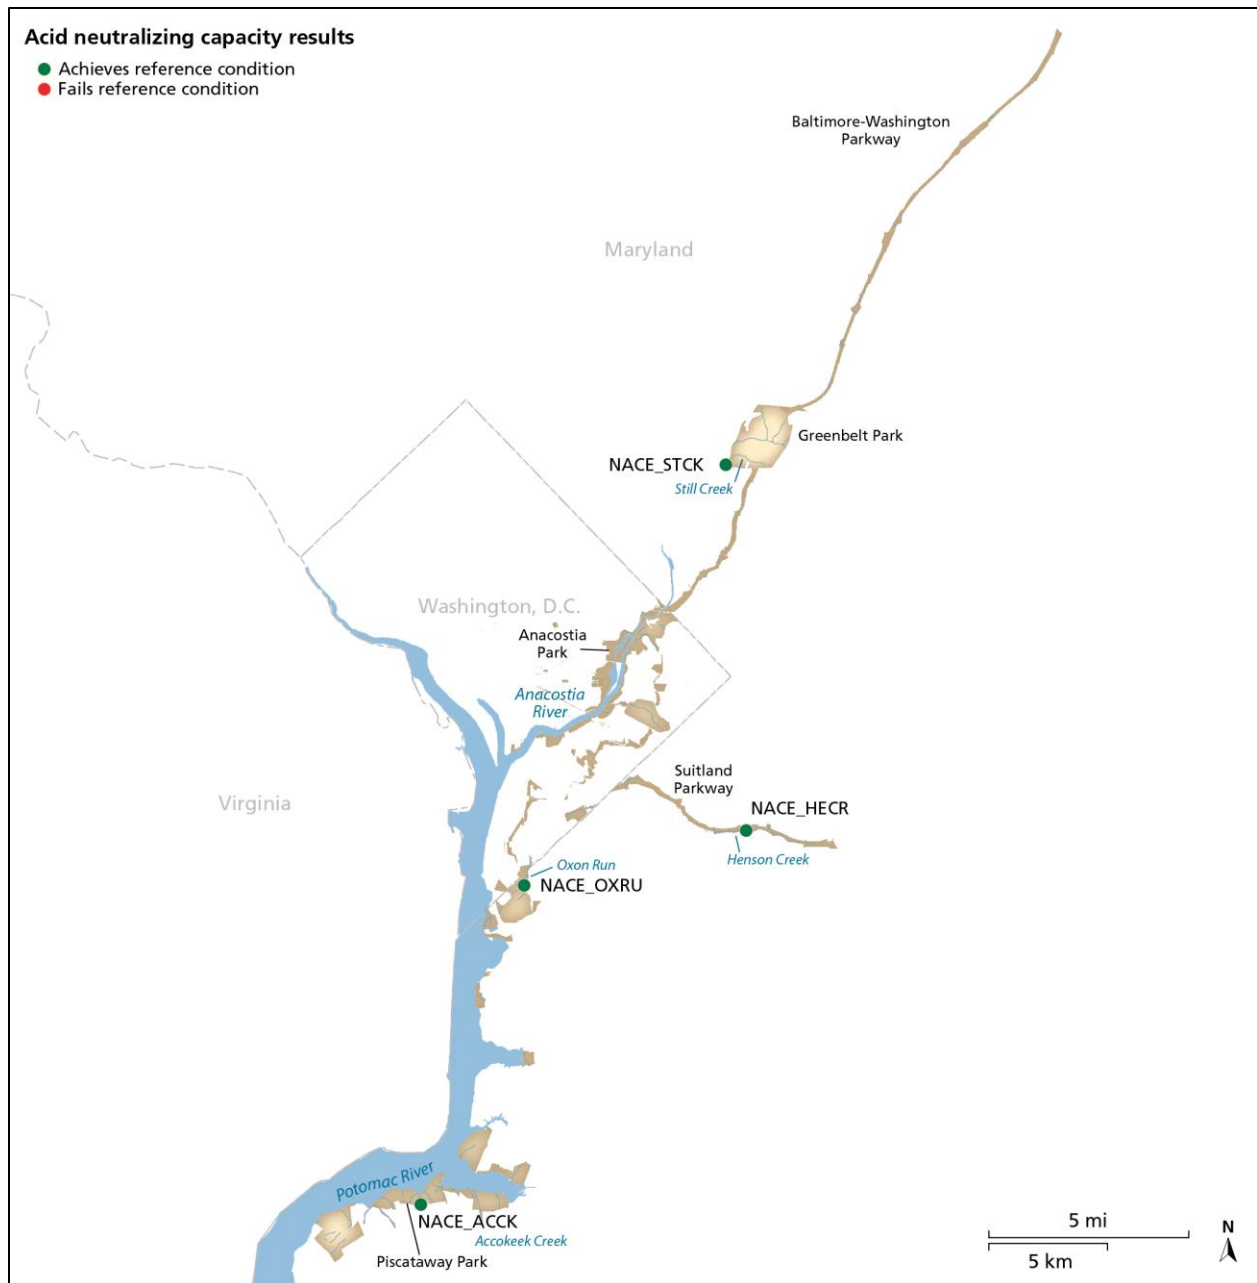 Acid neutralizing capacity results
Achieves reference condition
Fails reference condition
Baltimore-Washington
Parkway
Maryland
Greenbelt Park
NACE_STCK
Still Creek
Washington, D.C.
Anacostia
Park
Anacostia
River
Suitland
Parkway
Virginia
NACE_HECR
Henson Creek
Oxon Run
NACE_OXRU
Potomac River
NACE_ACCK
Accokeek Creek
Piscataway Park
5 mi
5 km
N